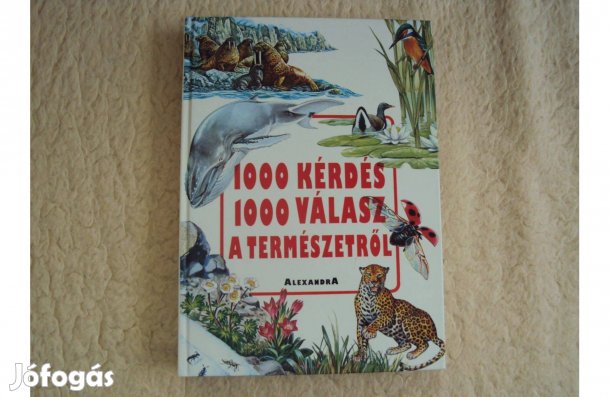 1000 KÉRDÉS
1000 VÁLASZ
A TERMÉSZETRŐL
ALEXANDRA
Jófogás